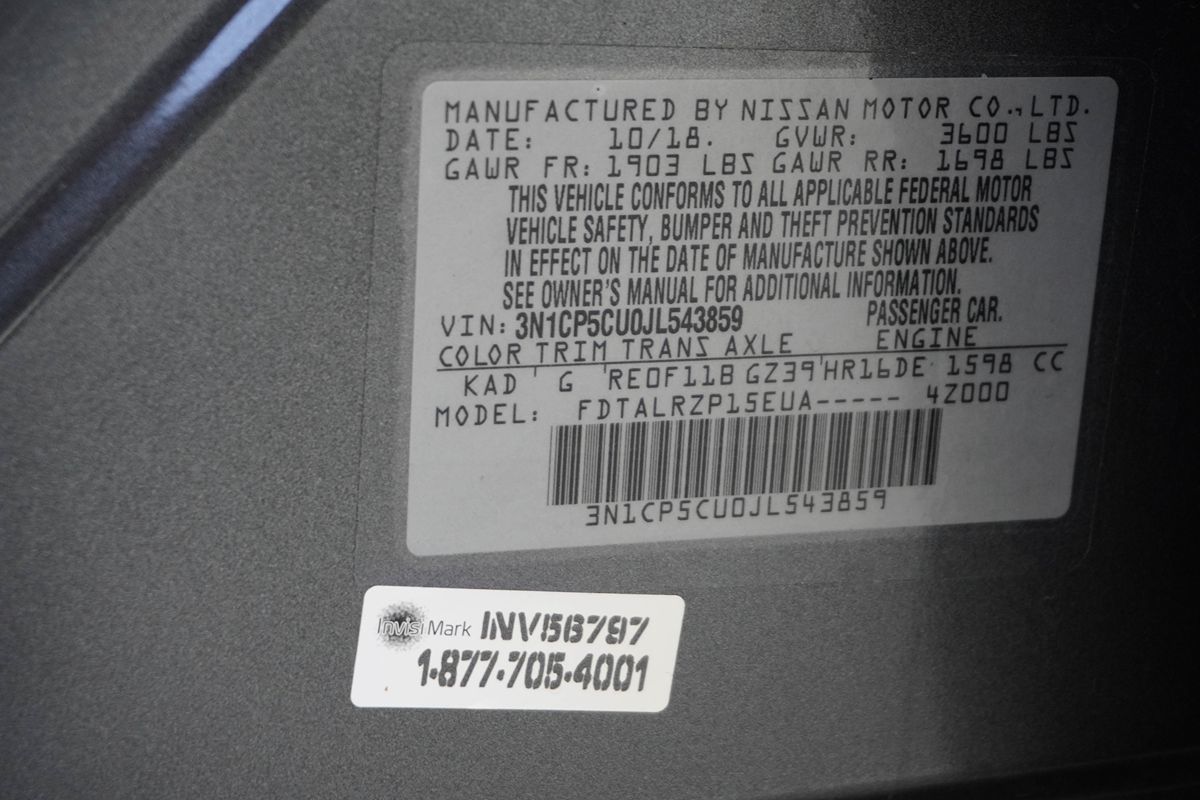 MANUFACTURED BY NISSAN MOTOR CO., LTD.
DATE: 10/18. GVWR: 3600 LBS
GAWR FR: 1903 LBS GAWR RR: 1698 LBS
THIS VEHICLE CONFORMS TO ALL APPLICABLE FEDERAL MOTOR
VEHICLE SAFETY, BUMPER AND THEFT PREVENTION STANDARDS
IN EFFECT ON THE DATE OF MANUFACTURE SHOWN ABOVE.
SEE OWNER'S MANUAL FOR ADDITIONAL INFORMATION.
VIN: 3N1CP5CU0JL543859 PASSENGER CAR.
COLOR TRIM TRANS AXLE ENGINE
KAD ' G 'RE0F11B GZ39'HR16DE 1598 CC
MODEL: FDTALRZP15EUA----- 4Z000
3N1CP5CU0JL543859
InvisiMark INV56797
1-877-705-4001